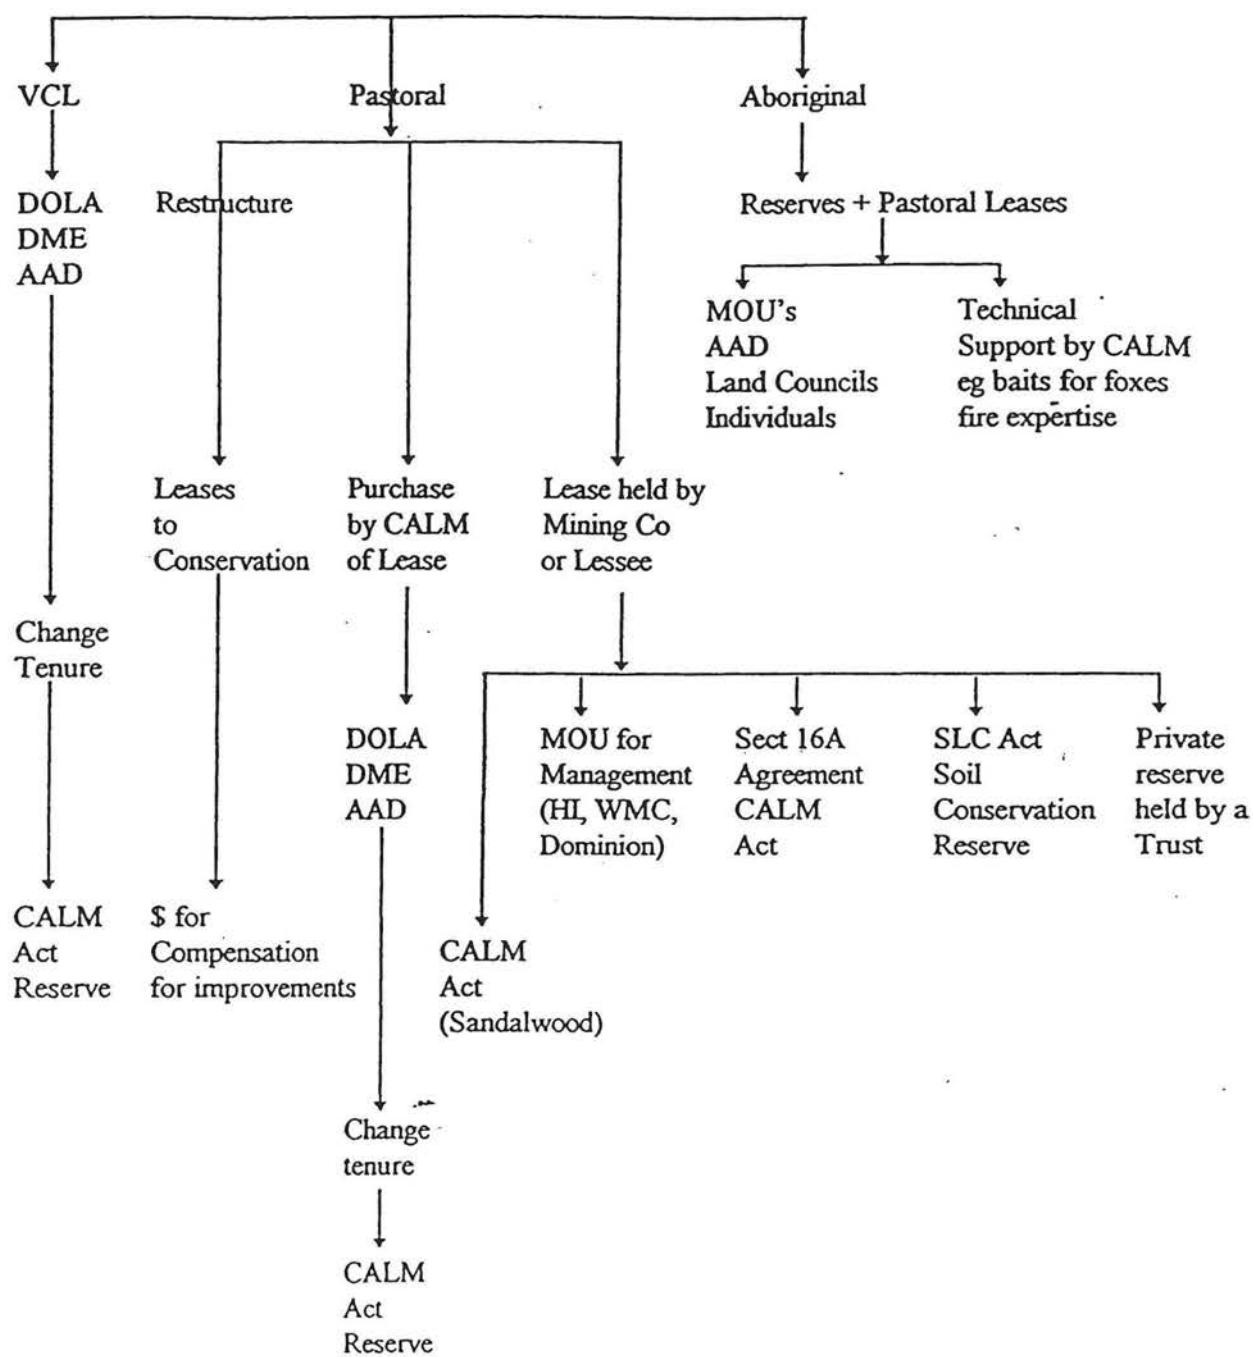 VCL
Pastoral
Aboriginal
DOLA
DME
AAD
Restructure
Reserves + Pastoral Leases
MOU's
AAD
Land Councils
Individuals
Technical
Support by CALM
eg baits for foxes
fire expertise
Leases
to
Conservation
Purchase
by CALM
of Lease
Lease held by
Mining Co
or Lessee
Change
Tenure
DOLA
DME
AAD
MOU for
Management
(HI, WMC,
Dominion)
Sect 16A
Agreement
CALM
Act
SLC Act
Soil
Conservation
Reserve
Private
reserve
held by a
Trust
CALM
Act
Reserve
$ for
Compensation
for improvements
CALM
Act
(Sandalwood)
Change
tenure
CALM
Act
Reserve